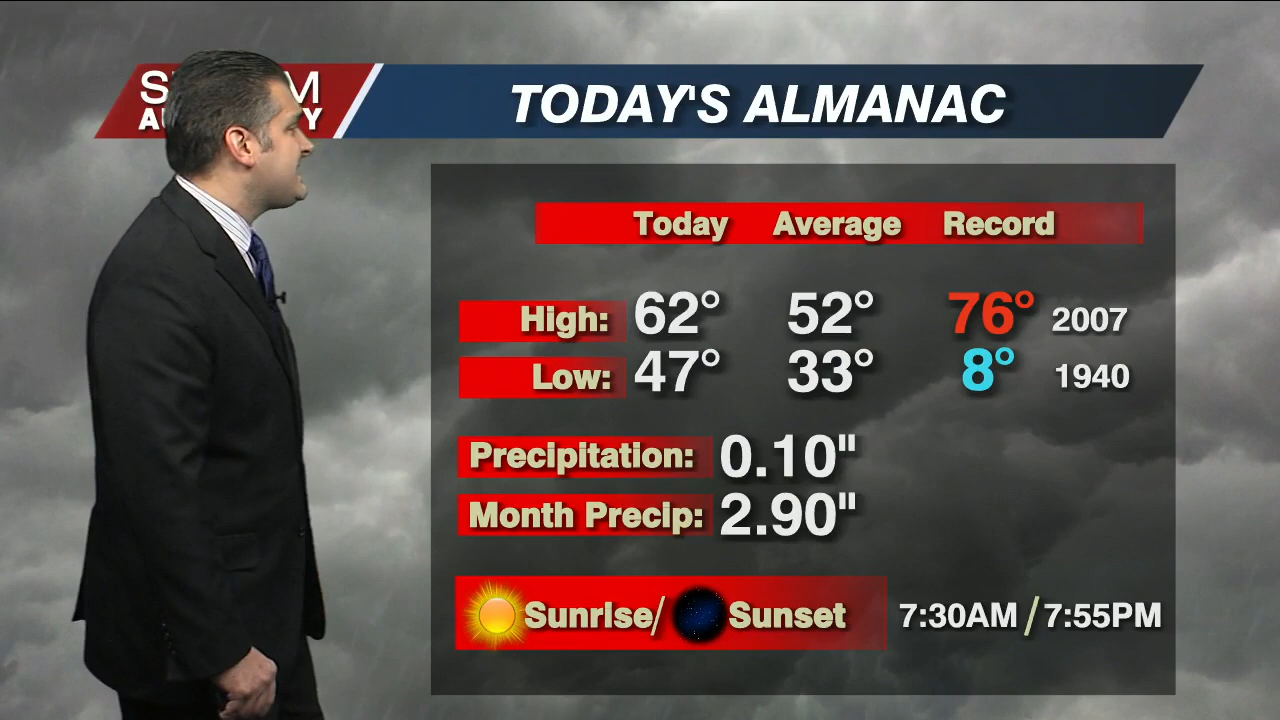 TODAY'S ALMANAC
Today Average Record
High: 62° 52° 76° 2007
Low: 47° 33° 8° 1940
Precipitation: 0.10"
Month Precip: 2.90"
Sunrise/ Sunset 7:30AM / 7:55PM